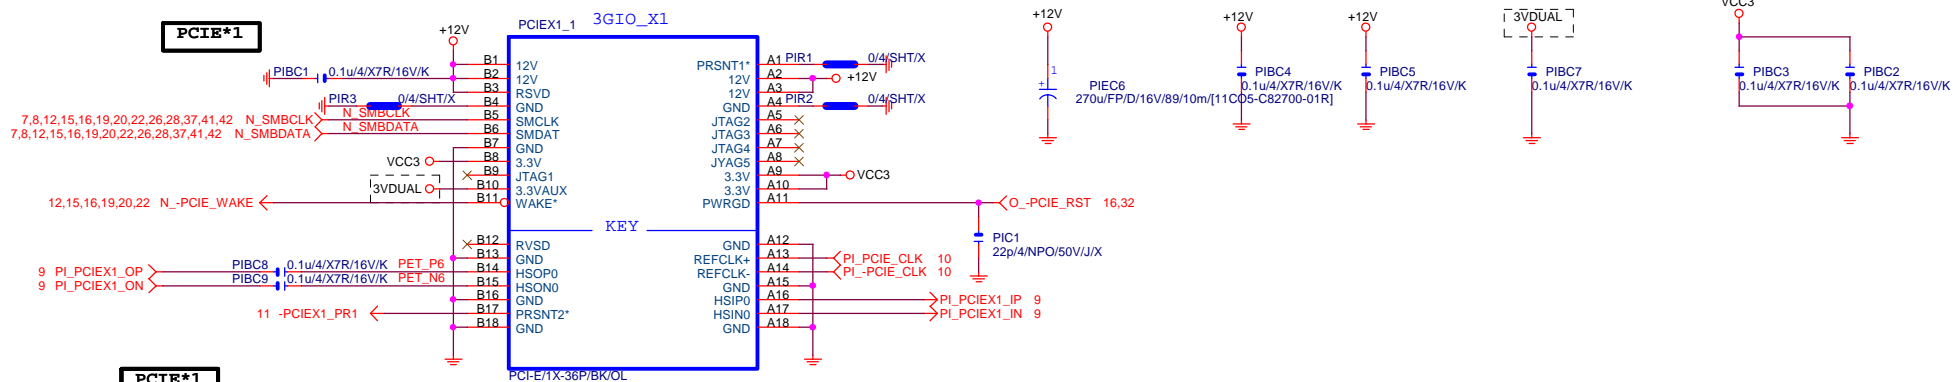 PCIE*1
+12V
PCIEX1_1
3GIO_X1
PIBC1 0.1u/4/X7R/16V/K
PIR3 0/4/SHT/X
7,8,12,15,16,19,20,22,26,28,37,41,42 N_SMBCLK N_SMBCLK
7,8,12,15,16,19,20,22,26,28,37,41,42 N_SMBDATA N_SMBDATA
VCC3
3VDUAL
12,15,16,19,20,22 N_-PCIE_WAKE
PIBC8 0.1u/4/X7R/16V/K PET_P6
9 PI_PCIEX1_OP
PIBC9 0.1u/4/X7R/16V/K PET_N6
9 PI_PCIEX1_ON
11 -PCIEX1_PR1
B1 12V
B2 12V
B3 RSVD
B4 GND
B5 SMCLK
B6 SMDAT
B7 GND
B8 3.3V
B9 JTAG1
B10 3.3VAUX
B11 WAKE*
KEY
B12 RVSD
B13 GND
B14 HSOP0
B15 HSON0
B16 GND
B17 PRSNT2*
B18 GND
PRSNT1* A1
12V A2
12V A3
GND A4
JTAG2 A5
JTAG3 A6
JTAG4 A7
JYAG5 A8
3.3V A9
3.3V A10
PWRGD A11
GND A12
REFCLK+ A13
REFCLK- A14
GND A15
HSIP0 A16
HSIN0 A17
GND A18
PCI-E/1X-36P/BK/OL
PIR1 0/4/SHT/X
+12V
PIR2 0/4/SHT/X
VCC3
O_-PCIE_RST 16,32
PIC1
22p/4/NPO/50V/J/X
PI_PCIE_CLK 10
PI_-PCIE_CLK 10
PI_PCIEX1_IP 9
PI_PCIEX1_IN 9
+12V
1
+
PIEC6
270u/FP/D/16V/89/10m/[11CO5-C82700-01R]
+12V
PIBC4
0.1u/4/X7R/16V/K
+12V
PIBC5
0.1u/4/X7R/16V/K
3VDUAL
PIBC7
0.1u/4/X7R/16V/K
VCC3
PIBC3
0.1u/4/X7R/16V/K
PIBC2
0.1u/4/X7R/16V/K
PCIE*1